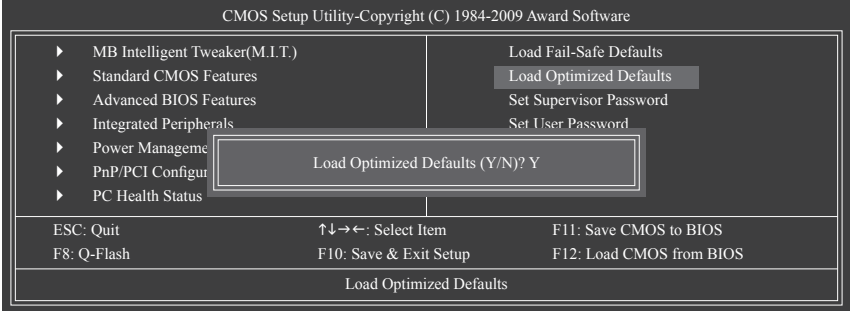 CMOS Setup Utility-Copyright (C) 1984-2009 Award Software
MB Intelligent Tweaker(M.I.T.)
Standard CMOS Features
Advanced BIOS Features
Integrated Peripherals
Power
PnP/PCI
PC Health Status
Load Fail-Safe Defaults
Load Optimized Defaults
Set Supervisor Password
Set User Password
Load Optimized Defaults (Y/N)? Y
ESC: Quit ↑↓→←: Select Item F11: Save CMOS to BIOS
F8: Q-Flash F10: Save & Exit Setup F12: Load CMOS from BIOS
Load Optimized Defaults